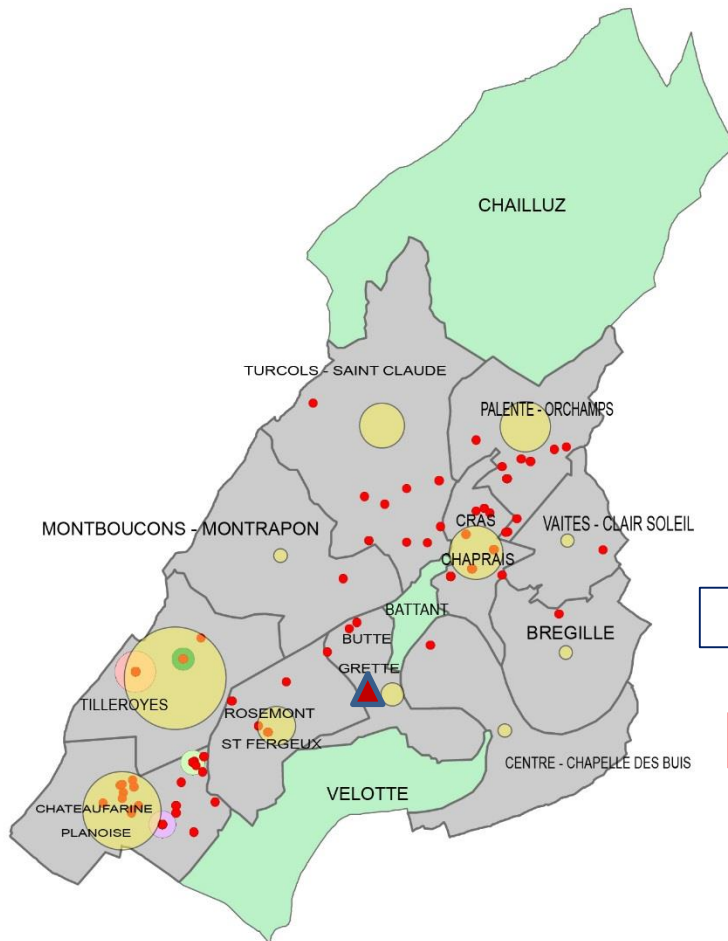 CHAILLUZ
TURCOLS - SAINT CLAUDE
PALENTE - ORCHAMPS
MONTBOUCONS - MONTRAPON
CRAS
VAITES - CLAIR SOLEIL
CHAPRAIS
BATTANT
BUTTE
BREGILLE
GRETTE
TILLEROYES
ROSEMONT
ST FERGEUX
CENTRE - CHAPELLE DES BUIS
VELOTTE
CHATEAUFARINE
PLANOISE